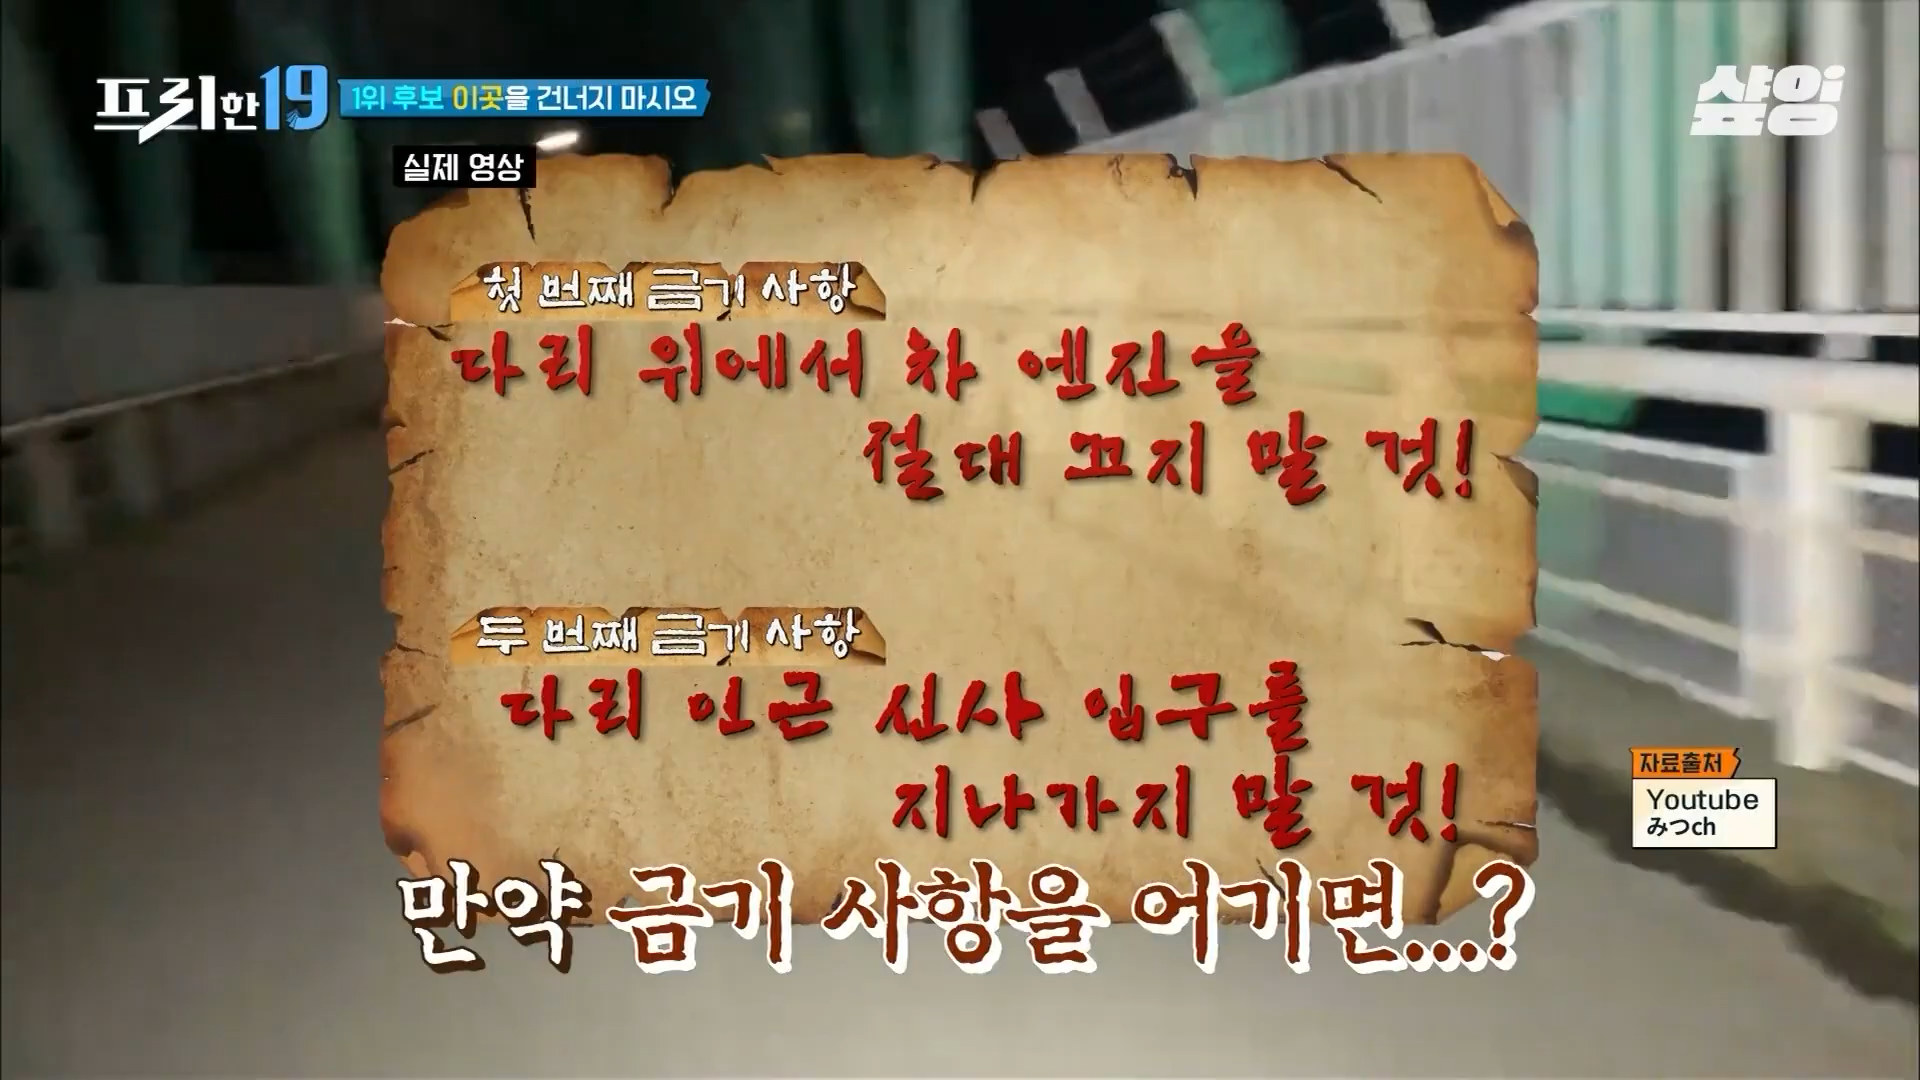 프리한19
1위 후보 이곳을 건너지 마시오
샾잉
실제 영상
첫 번째 금기 사항
다리 위에서 차 엔진을
절대 끄지 말 것!
두 번째 금기 사항
다리 인근 신사 입구를
지나가지 말 것!
자료출처
Youtube
みつch
만약 금기 사항을 어기면...?